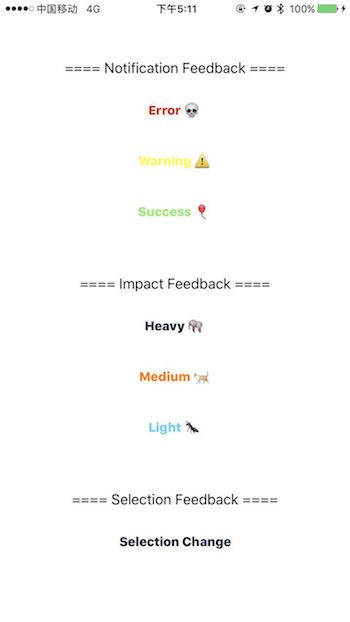 中国移动 4G 下午5:11 100%
==== Notification Feedback ====
Error 💀
Warning ⚠️
Success 🎈
==== Impact Feedback ====
Heavy 🐘
Medium 🐈
Light 🐜
==== Selection Feedback ====
Selection Change